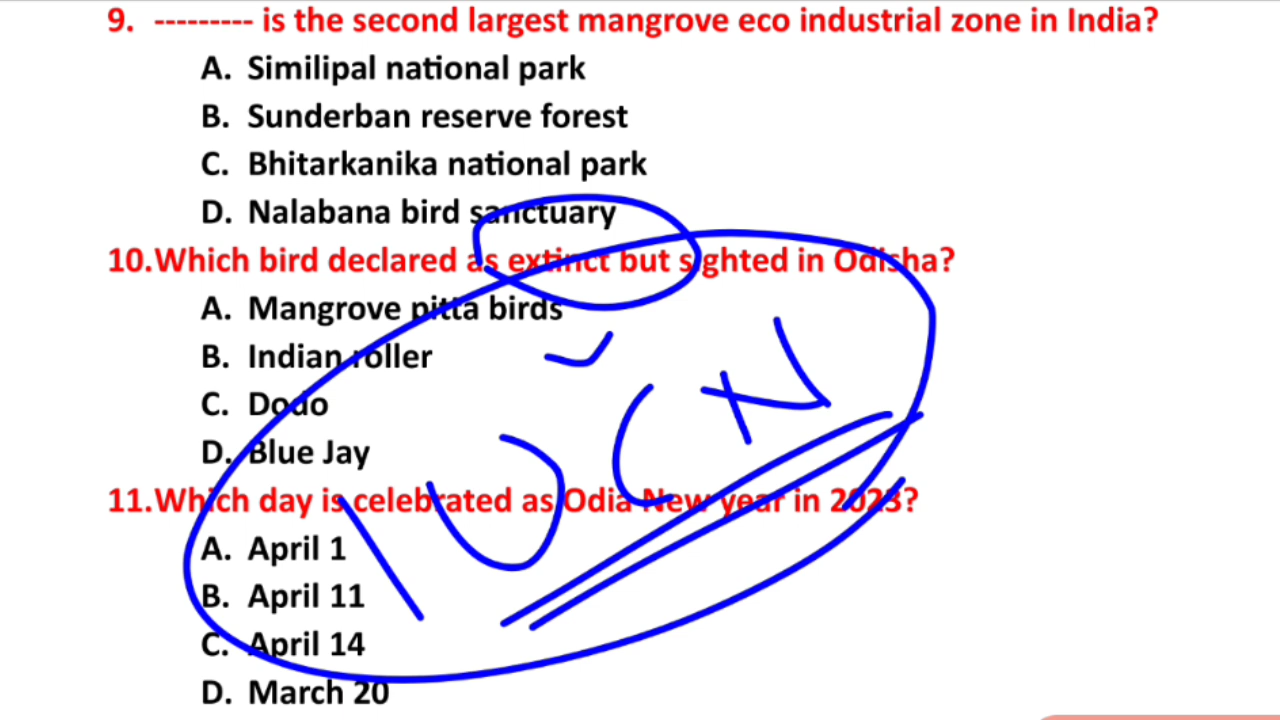 9. --------- is the second largest mangrove eco industrial zone in India?
A. Similipal national park
B. Sunderban reserve forest
C. Bhitarkanika national park
D. Nalabana bird sanctuary
10.Which bird declared as extinct but sighted in Odisha?
A. Mangrove pitta birds
B. Indian roller
C. Dodo
D. Blue Jay
IUCN
11.Which day is celebrated as Odia New year in 2023?
A. April 1
B. April 11
C. April 14
D. March 20